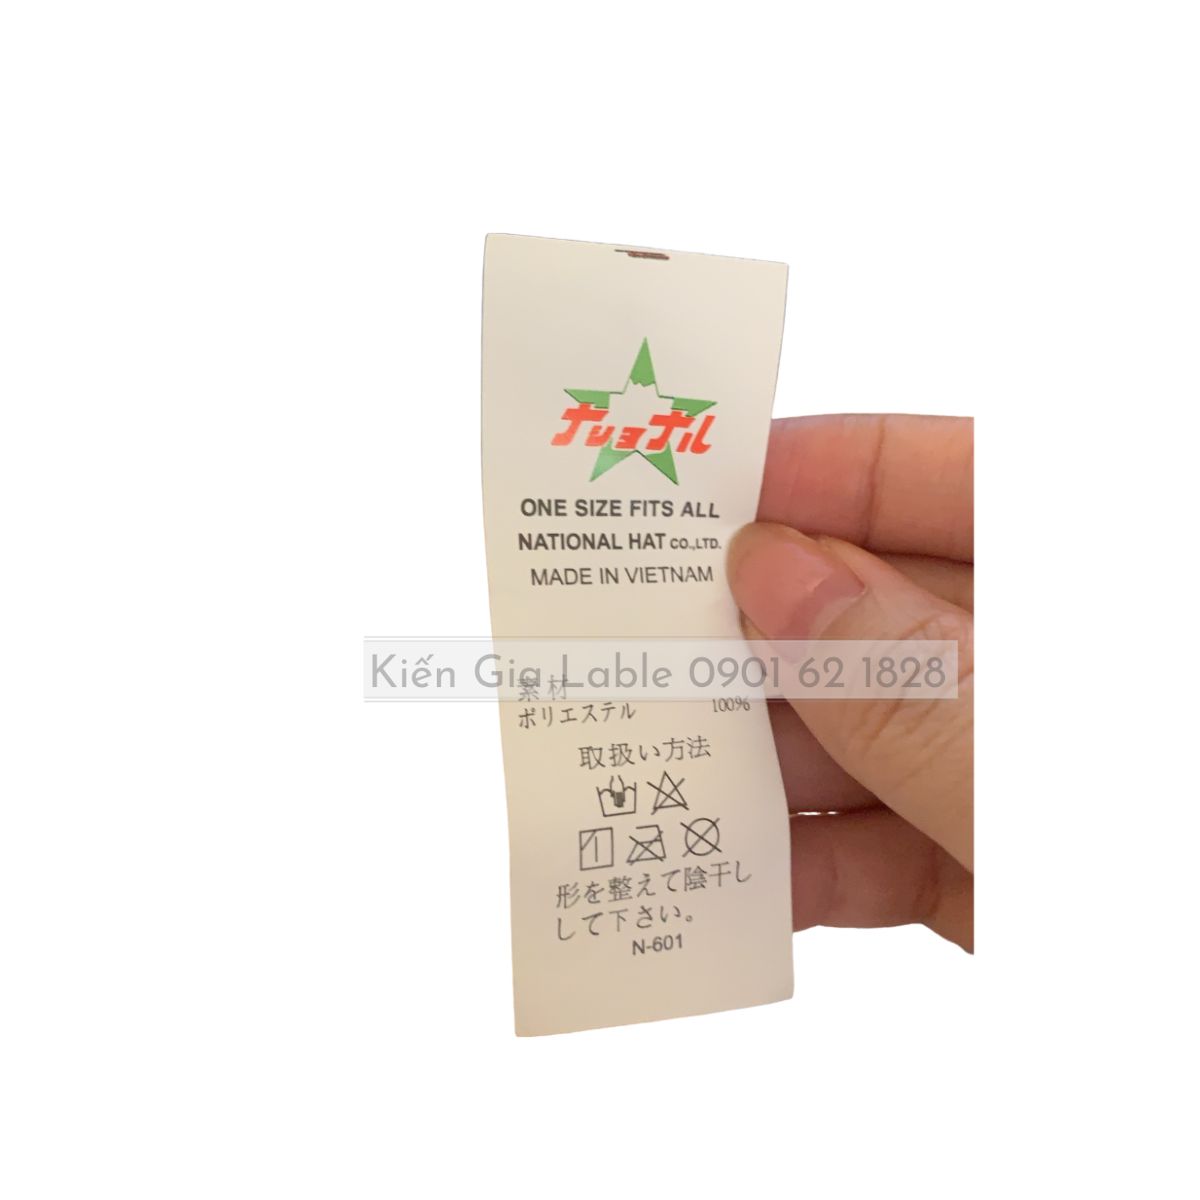 ナショナル
ONE SIZE FITS ALL
NATIONAL HAT CO.,LTD.
MADE IN VIETNAM
Kiến Gia Lable 0901 62 1828
素材
ポリエステル 100%
取扱い方法
形を整えて陰干し
して下さい。
N-601